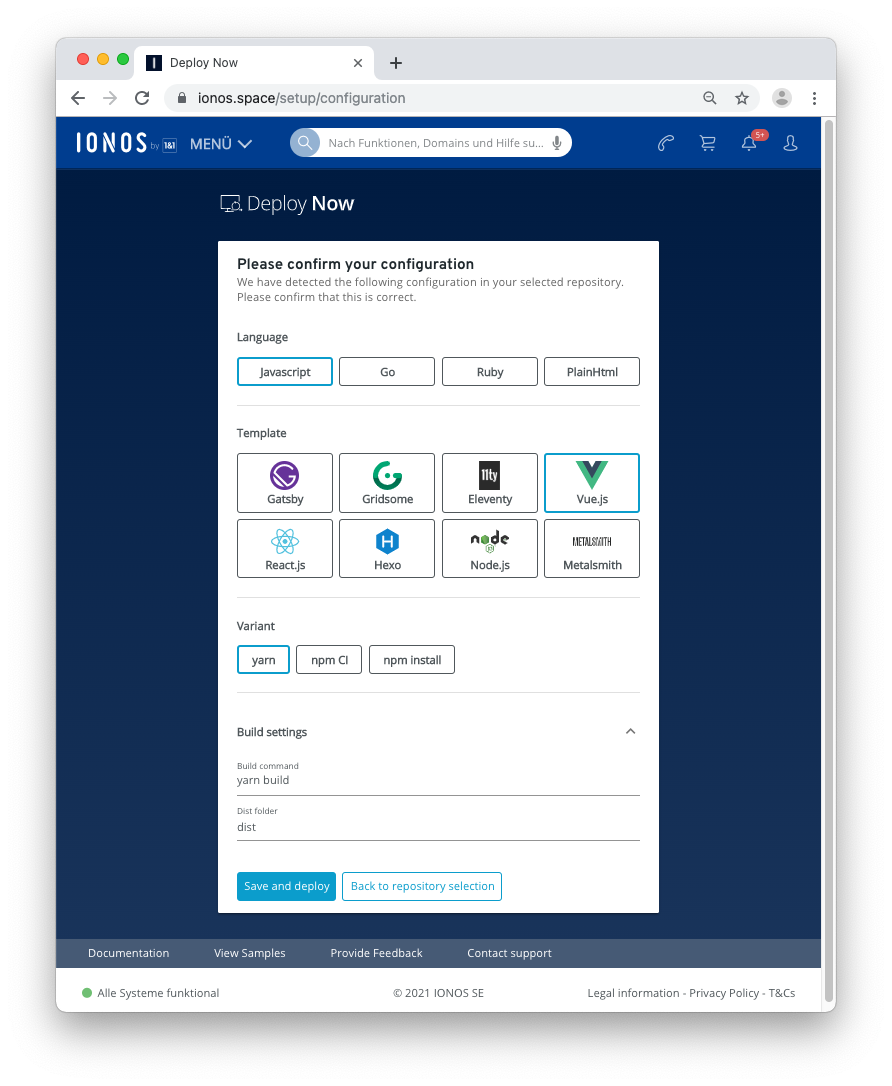 Deploy Now
ionos.space/setup/configuration
IONOS by 1&1 MENÜ Nach Funktionen, Domains und Hilfe su... 5+
Deploy Now
Please confirm your configuration
We have detected the following configuration in your selected repository.
Please confirm that this is correct.
Language
Javascript Go Ruby PlainHtml
Template
11ty
Gatsby Gridsome Eleventy Vue.js
H node METALSMITH
React.js Hexo Node.js Metalsmith
Variant
yarn npm CI npm install
Build settings
Build command
yarn build
Dist folder
dist
Save and deploy Back to repository selection
Documentation View Samples Provide Feedback Contact support
Alle Systeme funktional © 2021 IONOS SE Legal information - Privacy Policy - T&Cs